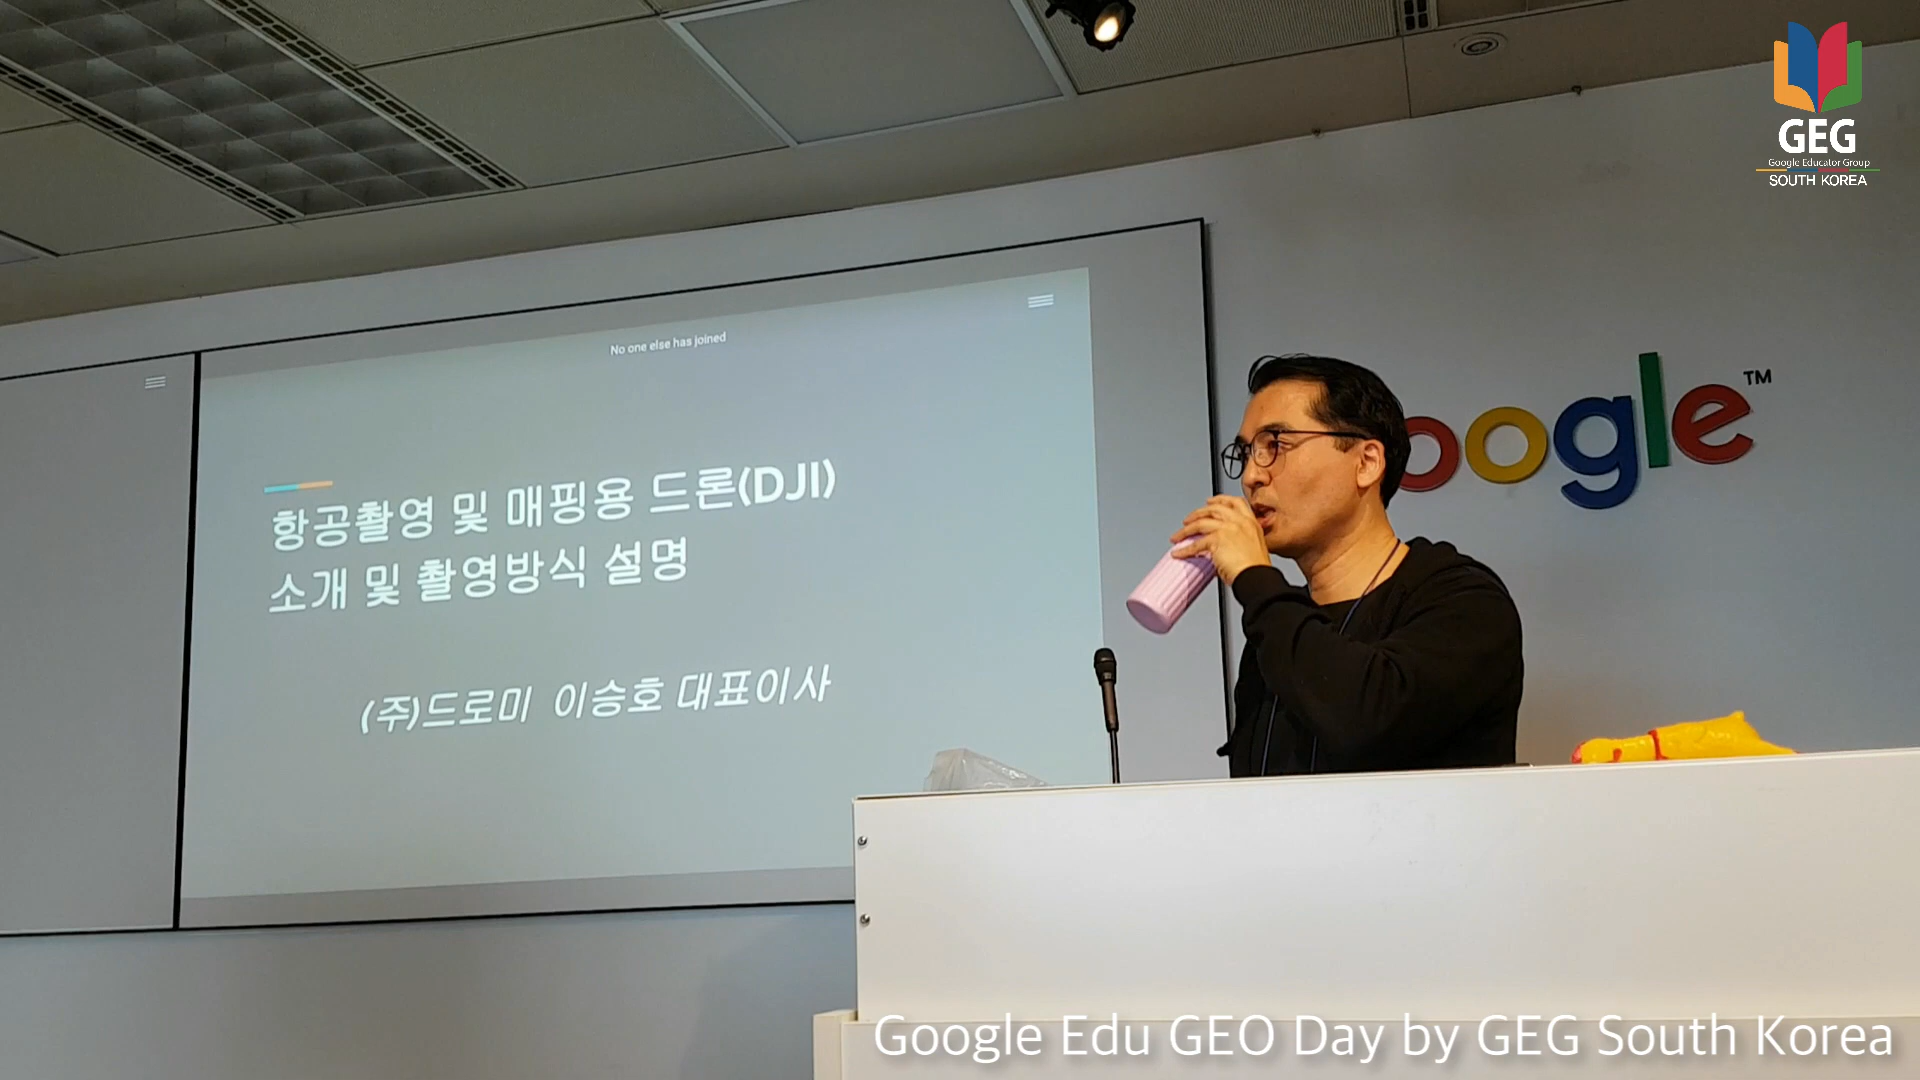 GEG
Google Educator Group
SOUTH KOREA
No one else has joined
항공촬영 및 매핑용 드론(DJI)
소개 및 촬영방식 설명
(주)드로미 이승호 대표이사
oogle™
Google Edu GEO Day by GEG South Korea